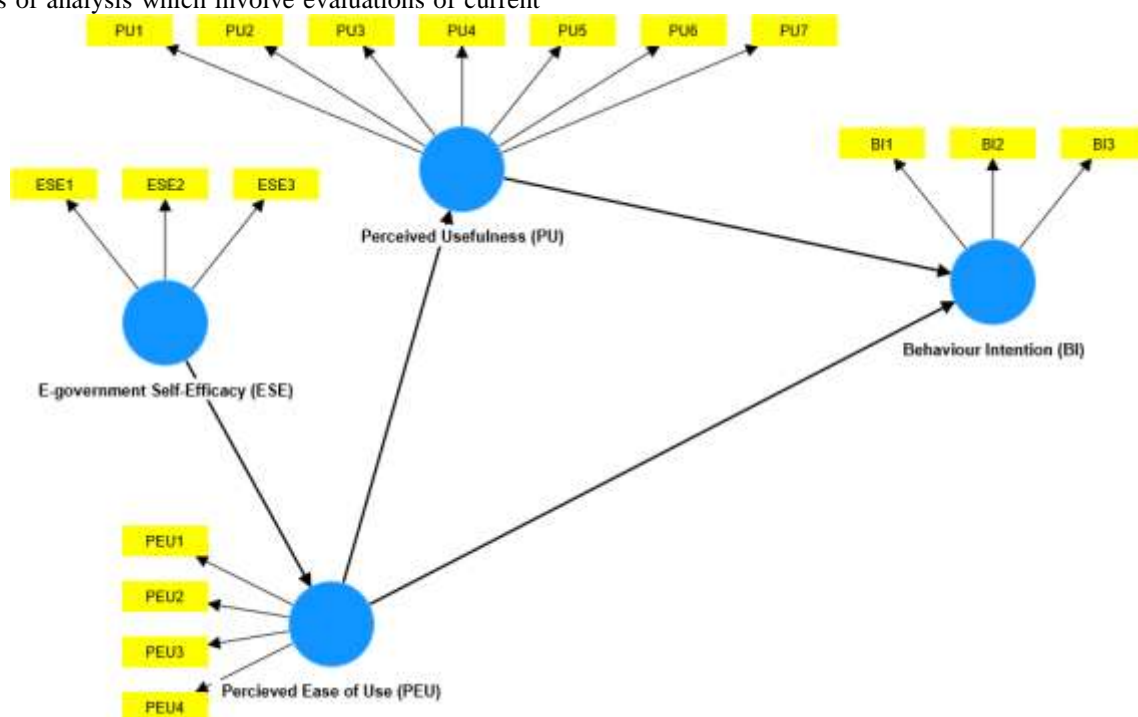 s of analysis which involve evaluations of current
PU1 PU2 PU3 PU4 PU5 PU6 PU7
BI1 BI2 BI3
ESE1 ESE2 ESE3
Perceived Usefulness (PU)
Behaviour Intention (BI)
E-government Self-Efficacy (ESE)
PEU1
PEU2
PEU3
PEU4
Percieved Ease of Use (PEU)